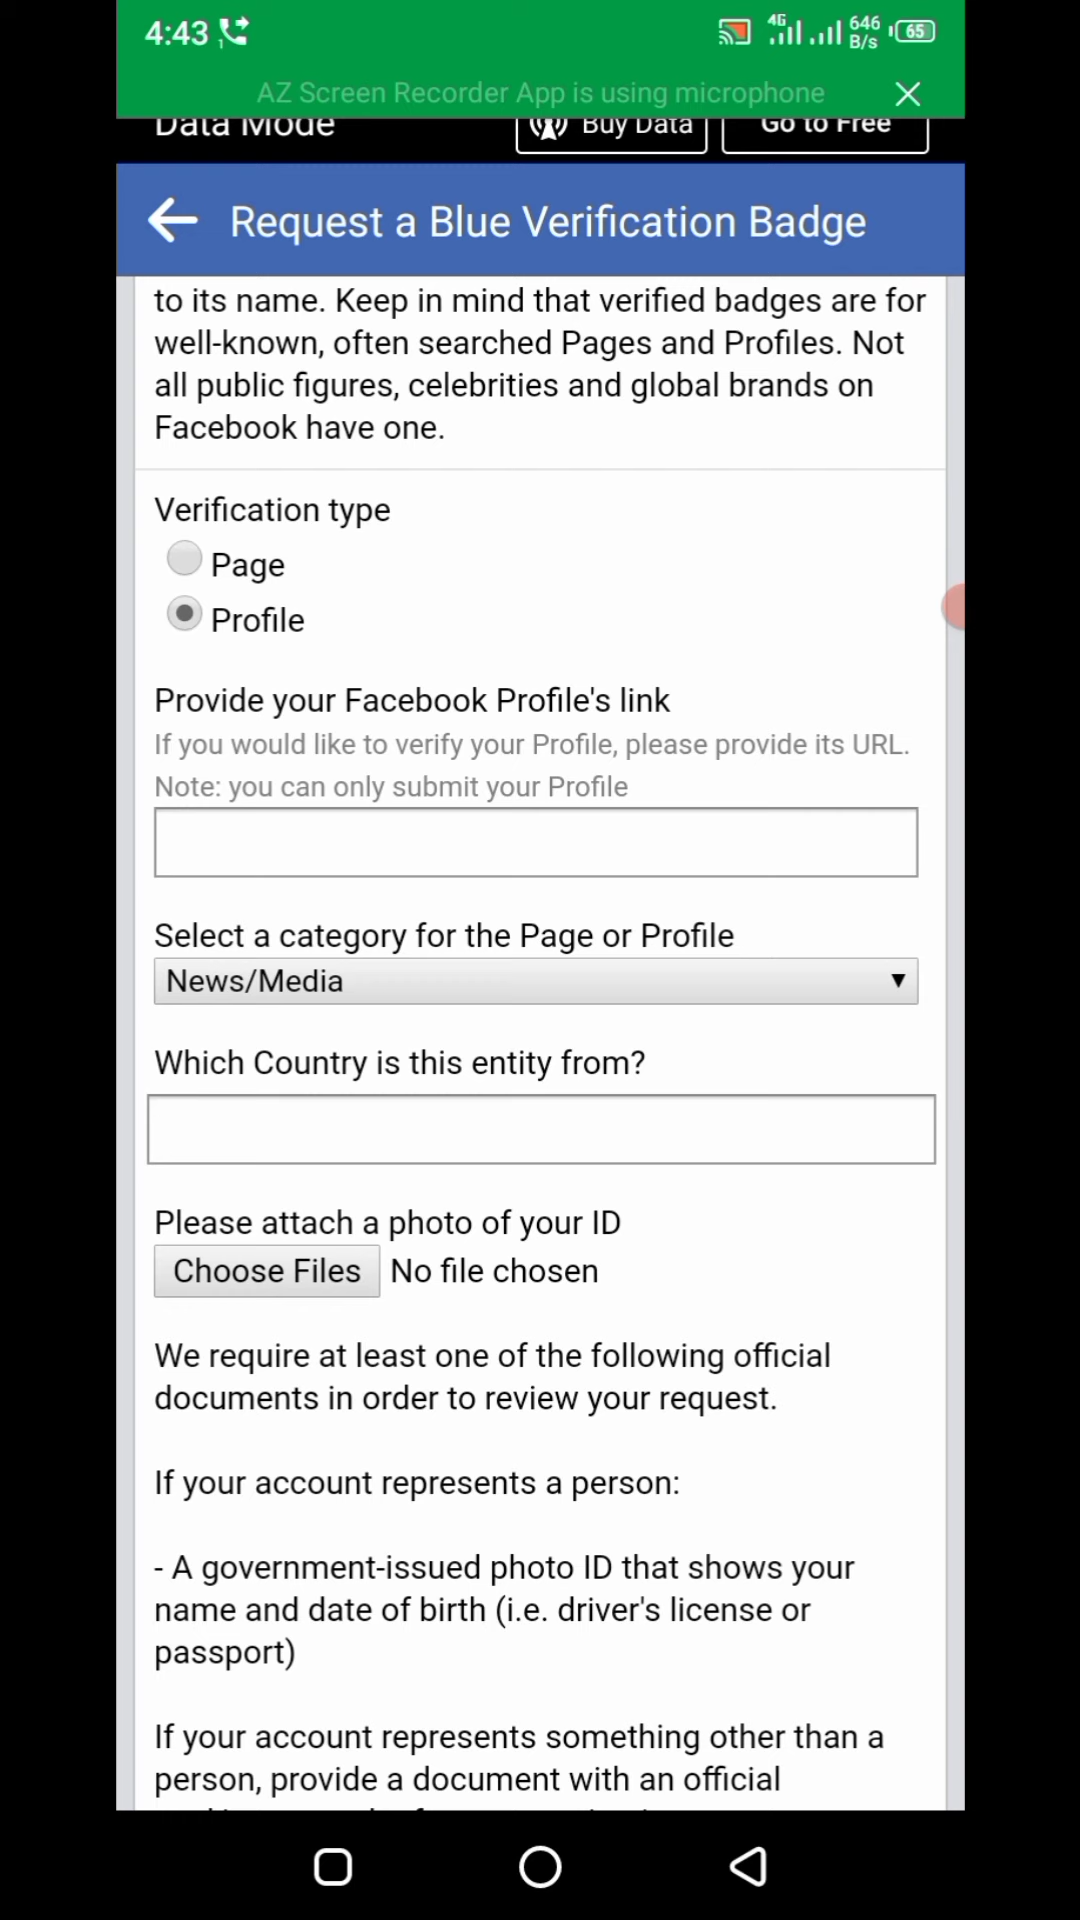 4:43
4G
646 B/s
65
AZ Screen Recorder App is using microphone
Data Mode
Buy Data
Go to Free
Request a Blue Verification Badge
to its name. Keep in mind that verified badges are for
well-known, often searched Pages and Profiles. Not
all public figures, celebrities and global brands on
Facebook have one.
Verification type
Page
Profile
Provide your Facebook Profile's link
If you would like to verify your Profile, please provide its URL.
Note: you can only submit your Profile
Select a category for the Page or Profile
News/Media
Which Country is this entity from?
Please attach a photo of your ID
Choose Files No file chosen
We require at least one of the following official
documents in order to review your request.
If your account represents a person:
- A government-issued photo ID that shows your
name and date of birth (i.e. driver's license or
passport)
If your account represents something other than a
person, provide a document with an official